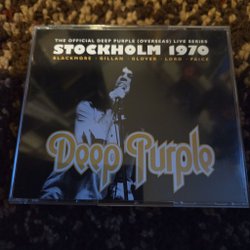 THE OFFICIAL DEEP PURPLE (OVERSEAS) LIVE SERIES
STOCKHOLM 1970
BLACKMORE · GILLAN · GLOVER · LORD · PAICE
Deep Purple